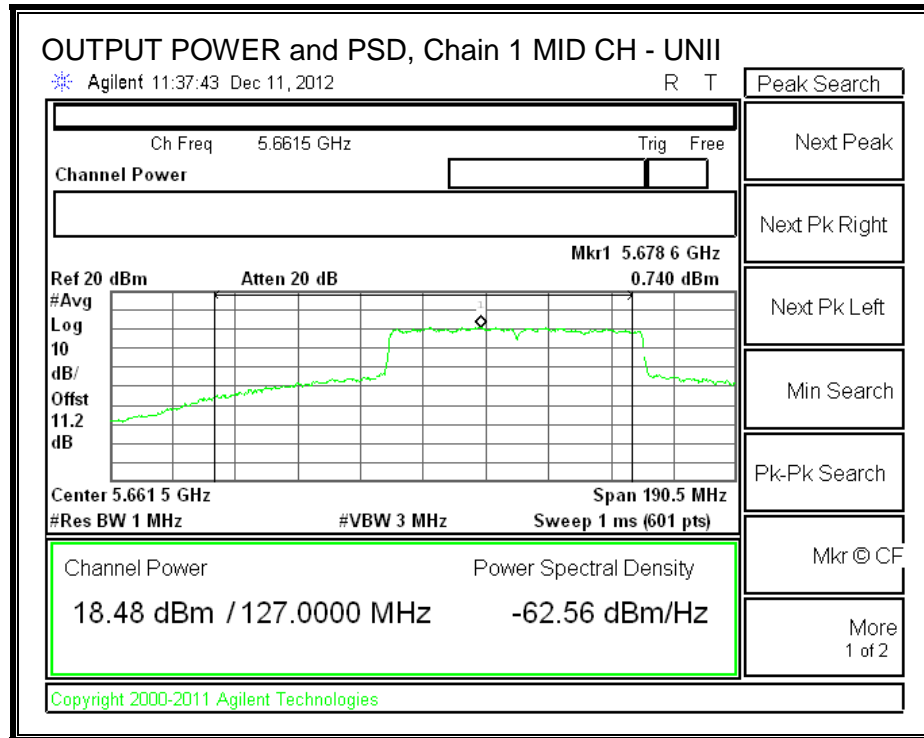 OUTPUT POWER and PSD, Chain 1 MID CH - UNII
Agilent 11:37:43 Dec 11, 2012 R T
Ch Freq 5.6615 GHz Trig Free
Channel Power
Mkr1 5.678 6 GHz
Ref 20 dBm Atten 20 dB 0.740 dBm
#Avg
Log
10
dB/
Offst
11.2
dB
1
Center 5.661 5 GHz Span 190.5 MHz
#Res BW 1 MHz #VBW 3 MHz Sweep 1 ms (601 pts)
Channel Power Power Spectral Density
18.48 dBm / 127.0000 MHz -62.56 dBm/Hz
Copyright 2000-2011 Agilent Technologies
Peak Search
Next Peak
Next Pk Right
Next Pk Left
Min Search
Pk-Pk Search
Mkr © CF
More
1 of 2